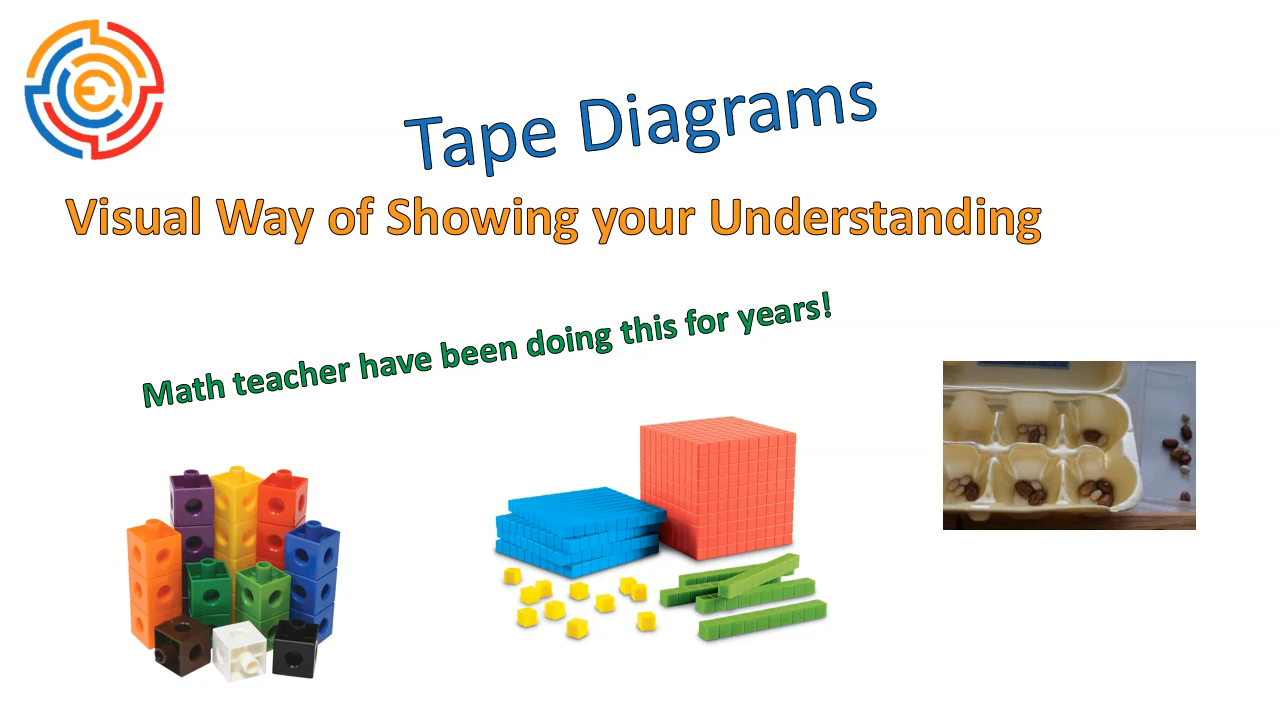 Tape Diagrams
Visual Way of Showing your Understanding
Math teacher have been doing this for years!